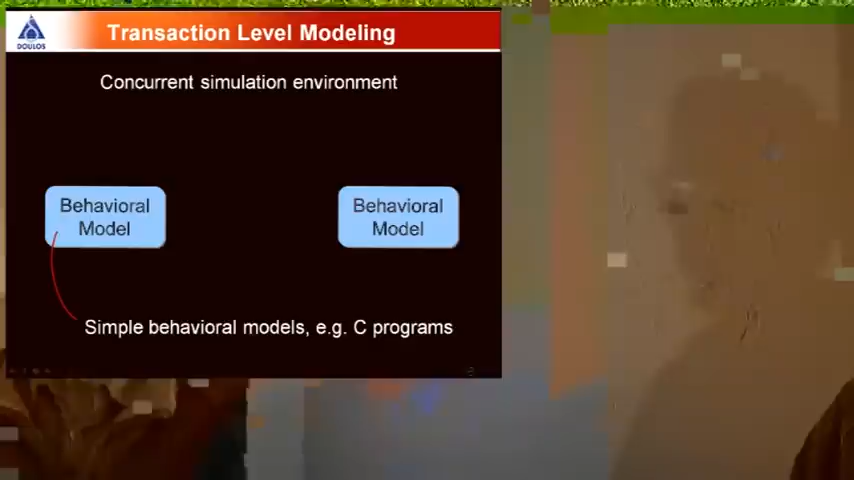 DOULOS
Transaction Level Modeling
Concurrent simulation environment
Behavioral
Model
Behavioral
Model
Simple behavioral models, e.g. C programs